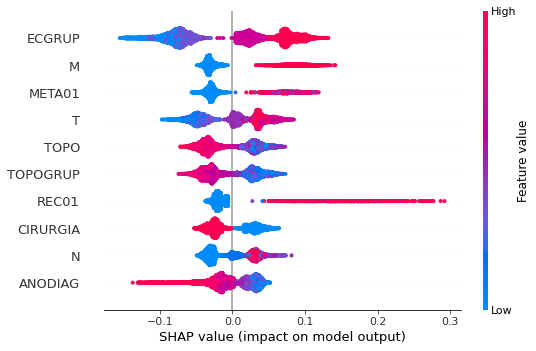 High
ECGRUP
M
META01
T
TOPO
TOPOGRUP
REC01
CIRURGIA
N
ANODIAG
Feature value
Low
−0.1 0.0 0.1 0.2 0.3
SHAP value (impact on model output)